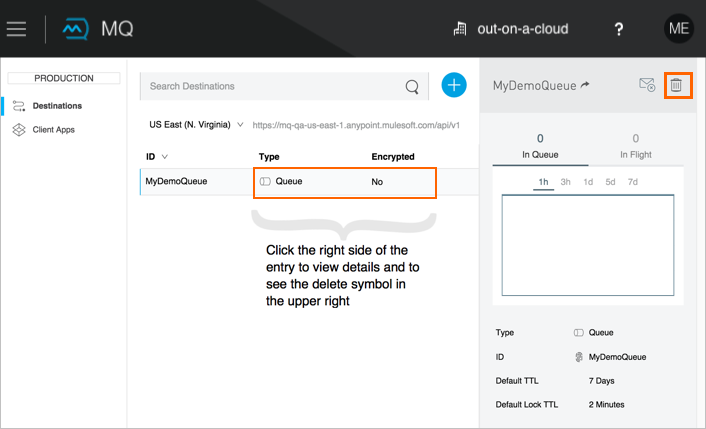 MQ
out-on-a-cloud
?
ME
PRODUCTION
Destinations
Client Apps
Search Destinations
US East (N. Virginia) https://mq-qa-us-east-1.anypoint.mulesoft.com/api/v1
ID Type Encrypted
MyDemoQueue Queue No
Click the right side of the
entry to view details and to
see the delete symbol in
the upper right
MyDemoQueue
0 0
In Queue In Flight
1h 3h 1d 5d 7d
Type Queue
ID MyDemoQueue
Default TTL 7 Days
Default Lock TTL 2 Minutes